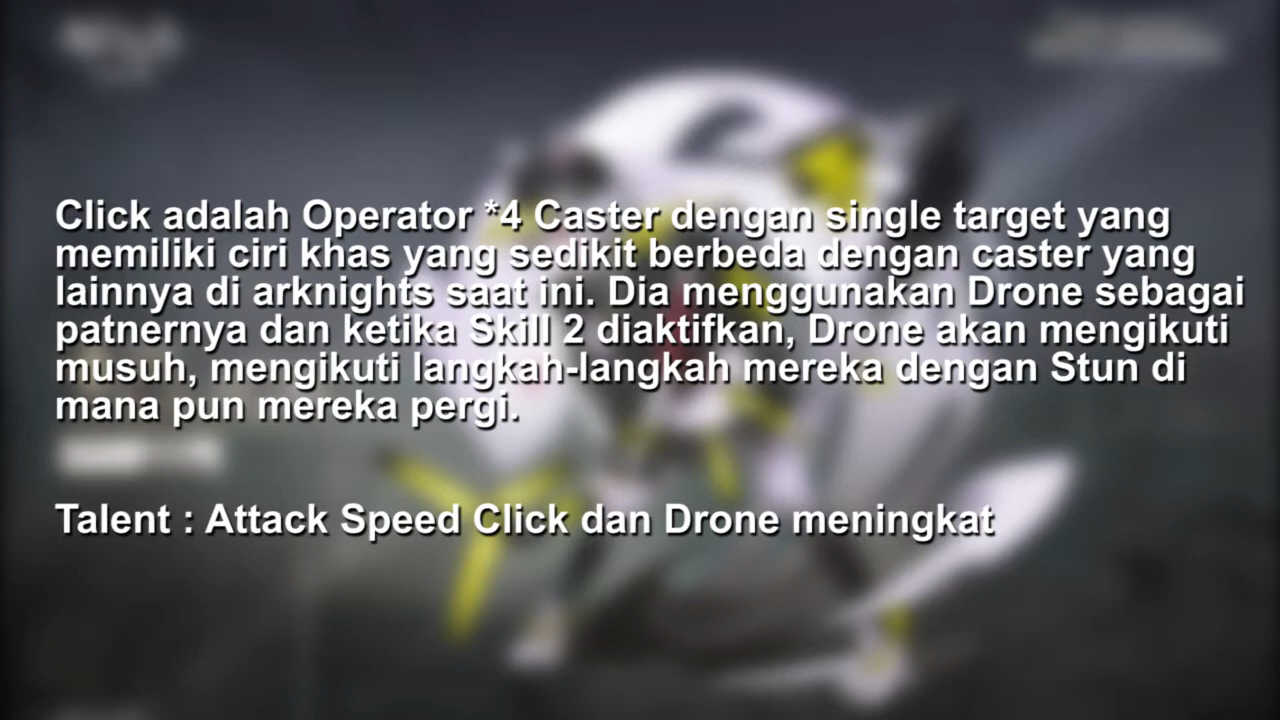 Click adalah Operator *4 Caster dengan single target yang
memiliki ciri khas yang sedikit berbeda dengan caster yang
lainnya di arknights saat ini. Dia menggunakan Drone sebagai
patnernya dan ketika Skill 2 diaktifkan, Drone akan mengikuti
musuh, mengikuti langkah-langkah mereka dengan Stun di
mana pun mereka pergi.
Talent : Attack Speed Click dan Drone meningkat